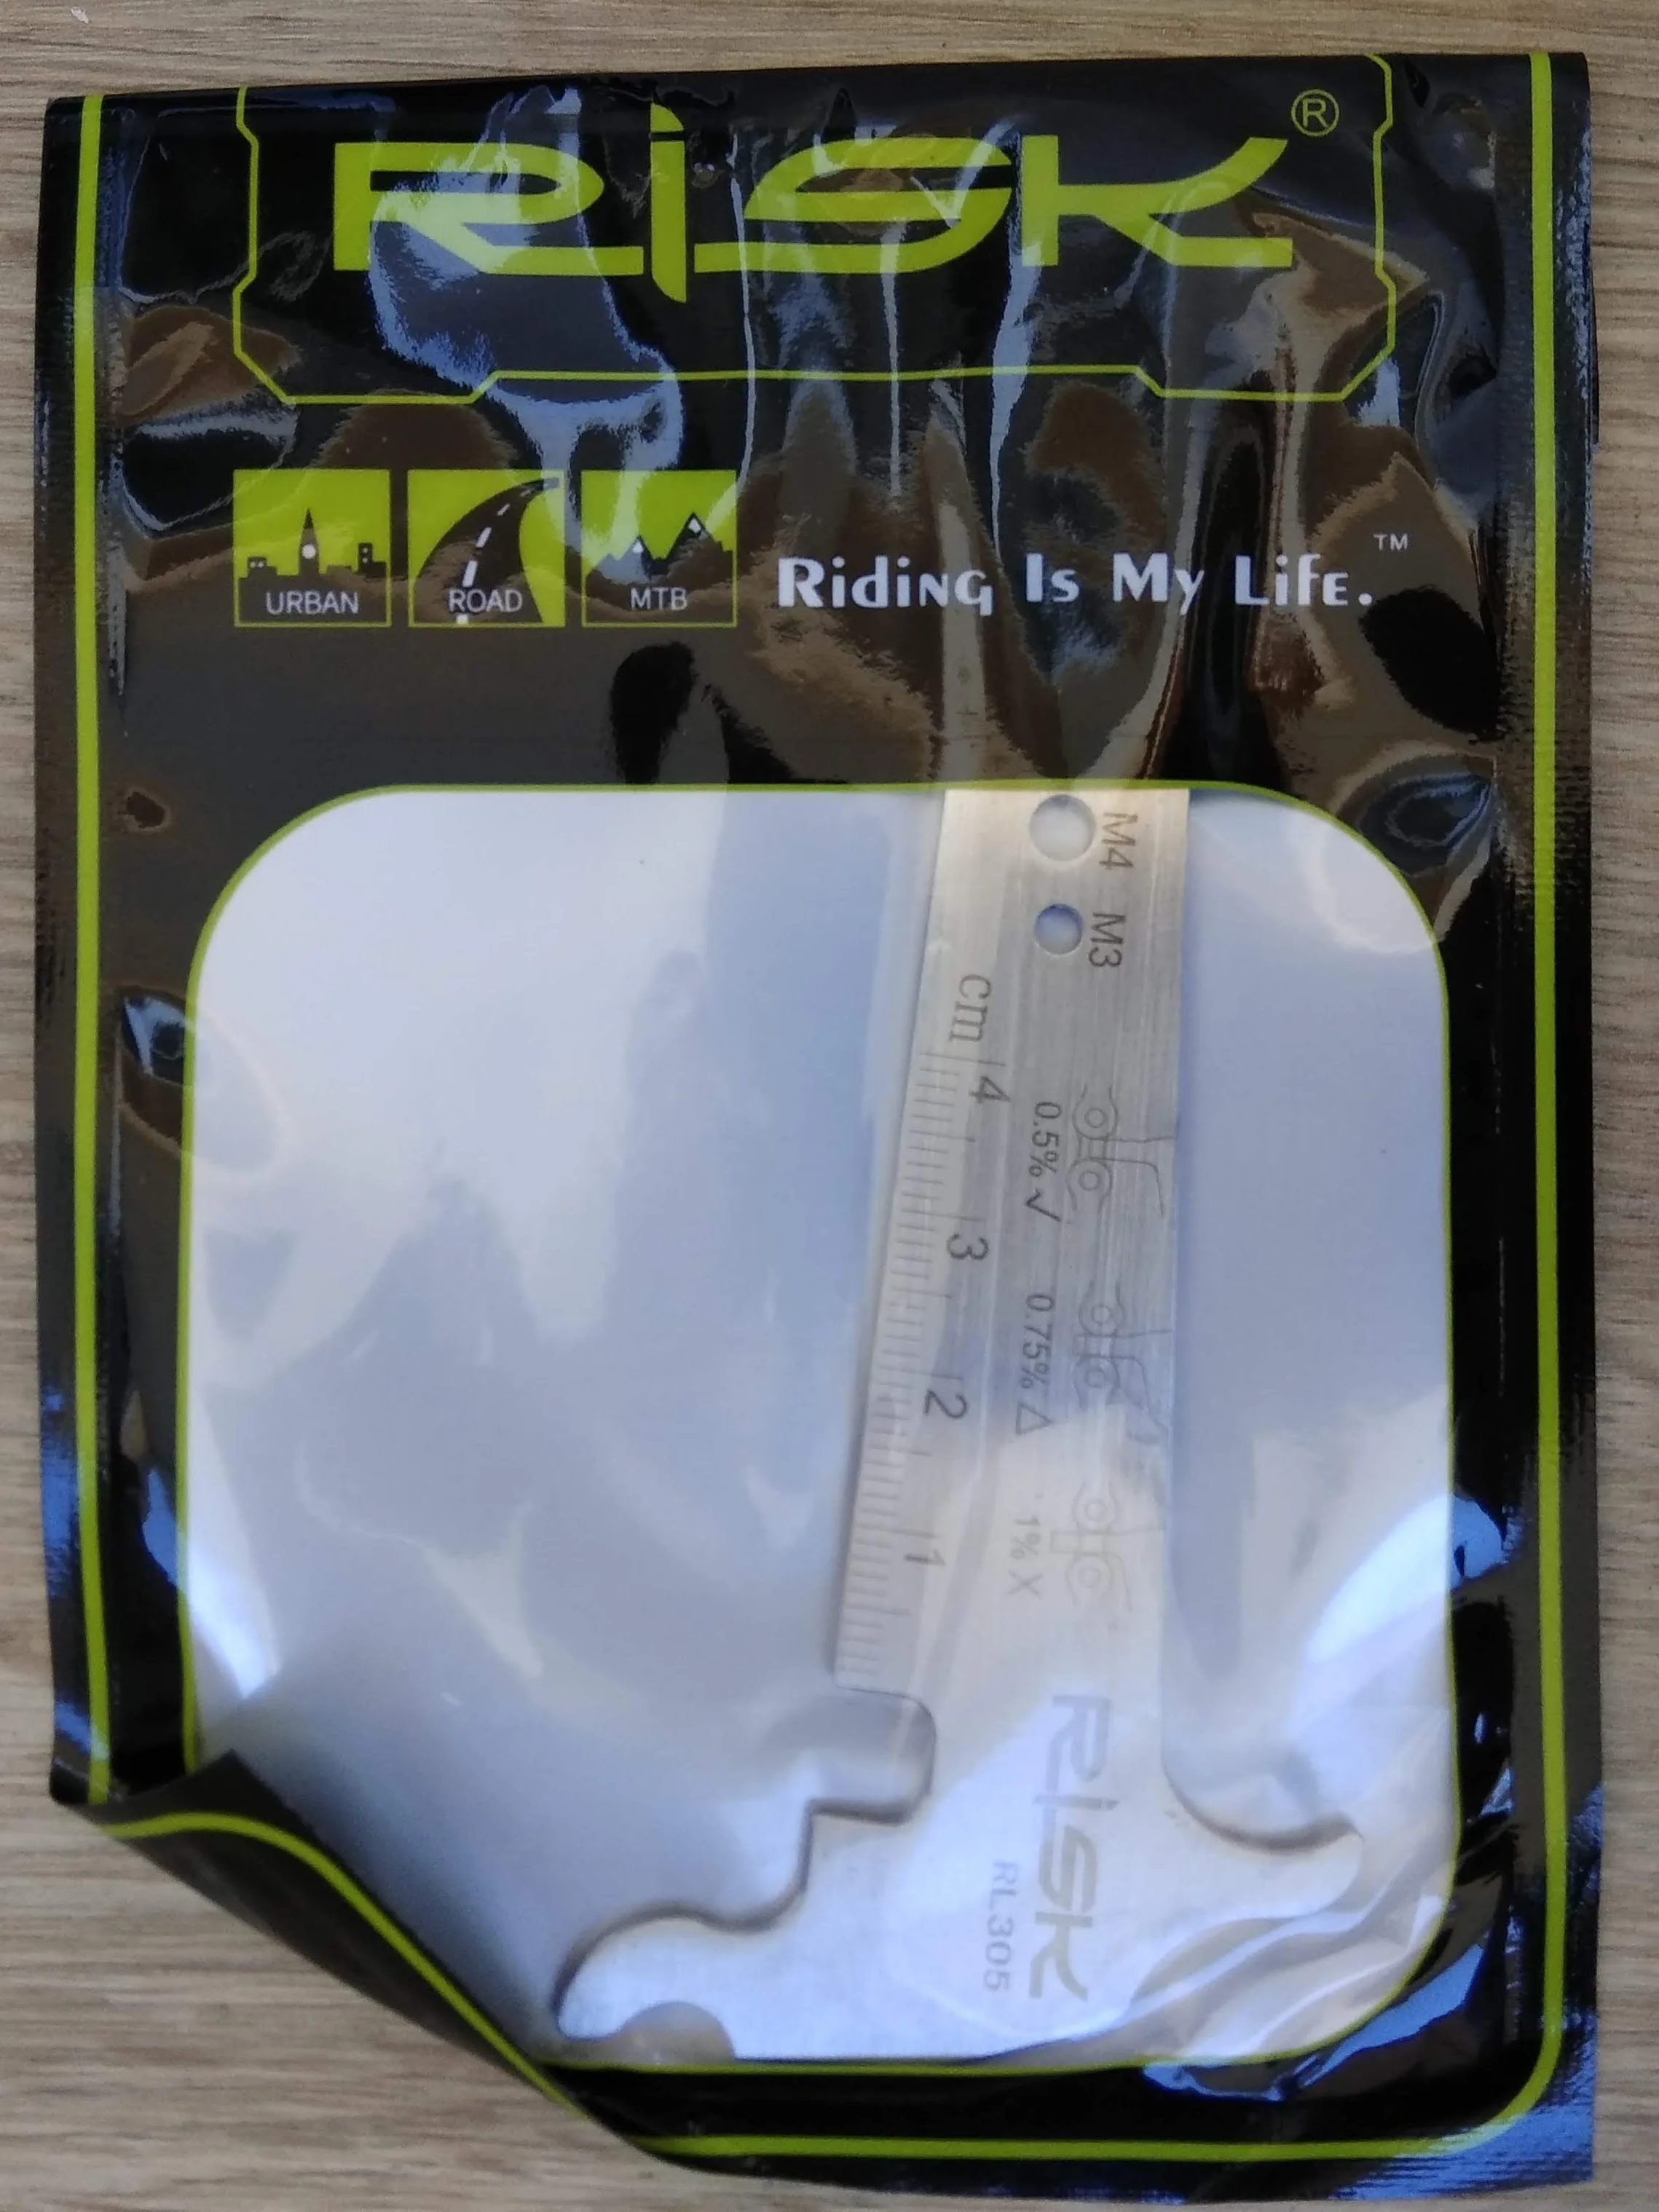 RiSK®
URBAN
ROAD
MTB
Riding Is My Life.™
M4 M3
cm 4 3 2 1
0.5% √ 0.75% △ 1% X
RiSK
RL305